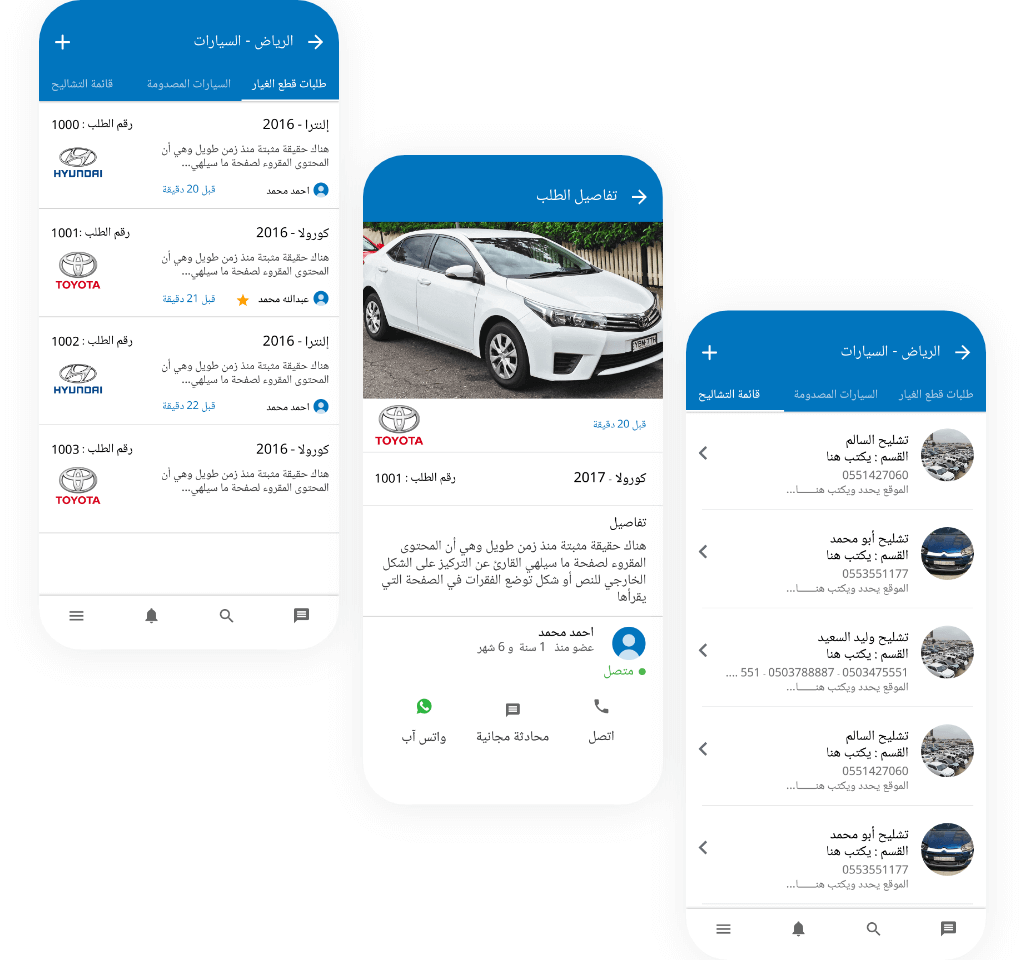 الرياض - السيارات
طلبات قطع الغيار
السيارات المصدومة
قائمة التشاليح
إلنترا - 2016
رقم الطلب : 1000
هناك حقيقة مثبتة منذ زمن طويل وهي أن
المحتوى المقروء لصفحة ما سيلهي...
HYUNDAI
احمد محمد
قبل 20 دقيقة
كورولا - 2016
رقم الطلب :1001
هناك حقيقة مثبتة منذ زمن طويل وهي أن
المحتوى المقروء لصفحة ما سيلهي...
TOYOTA
عبدالله محمد
قبل 21 دقيقة
إلنترا - 2016
رقم الطلب : 1002
هناك حقيقة مثبتة منذ زمن طويل وهي أن
المحتوى المقروء لصفحة ما سيلهي...
HYUNDAI
احمد محمد
قبل 22 دقيقة
كورولا - 2016
رقم الطلب : 1003
هناك حقيقة مثبتة منذ زمن طويل وهي أن
المحتوى المقروء لصفحة ما سيلهي...
TOYOTA
تفاصيل الطلب
قبل 20 دقيقة
TOYOTA
كورولا - 2017
رقم الطلب : 1001
تفاصيل
هناك حقيقة مثبتة منذ زمن طويل وهي أن المحتوى
المقروء لصفحة ما سيلهي القارئ عن التركيز على الشكل
الخارجي للنص أو شكل توضع الفقرات في الصفحة التي
يقرأها
احمد محمد
عضو منذ 1 سنة و 6 شهر
متصل
اتصل
محادثة مجانية
واتس آب
الرياض - السيارات
طلبات قطع الغيار
السيارات المصدومة
قائمة التشاليح
تشليح السالم
القسم : يكتب هنا
0551427060
الموقع يحدد ويكتب هنــــــا...
تشليح أبو محمد
القسم : يكتب هنا
0553551177
الموقع يحدد ويكتب هنــــــا...
تشليح وليد السعيد
القسم : يكتب هنا
0503475551 - 0503788887 - 551 ....
الموقع يحدد ويكتب هنــــــا...
تشليح السالم
القسم : يكتب هنا
0551427060
الموقع يحدد ويكتب هنــــــا...
تشليح أبو محمد
القسم : يكتب هنا
0553551177
الموقع يحدد ويكتب هنــــــا...